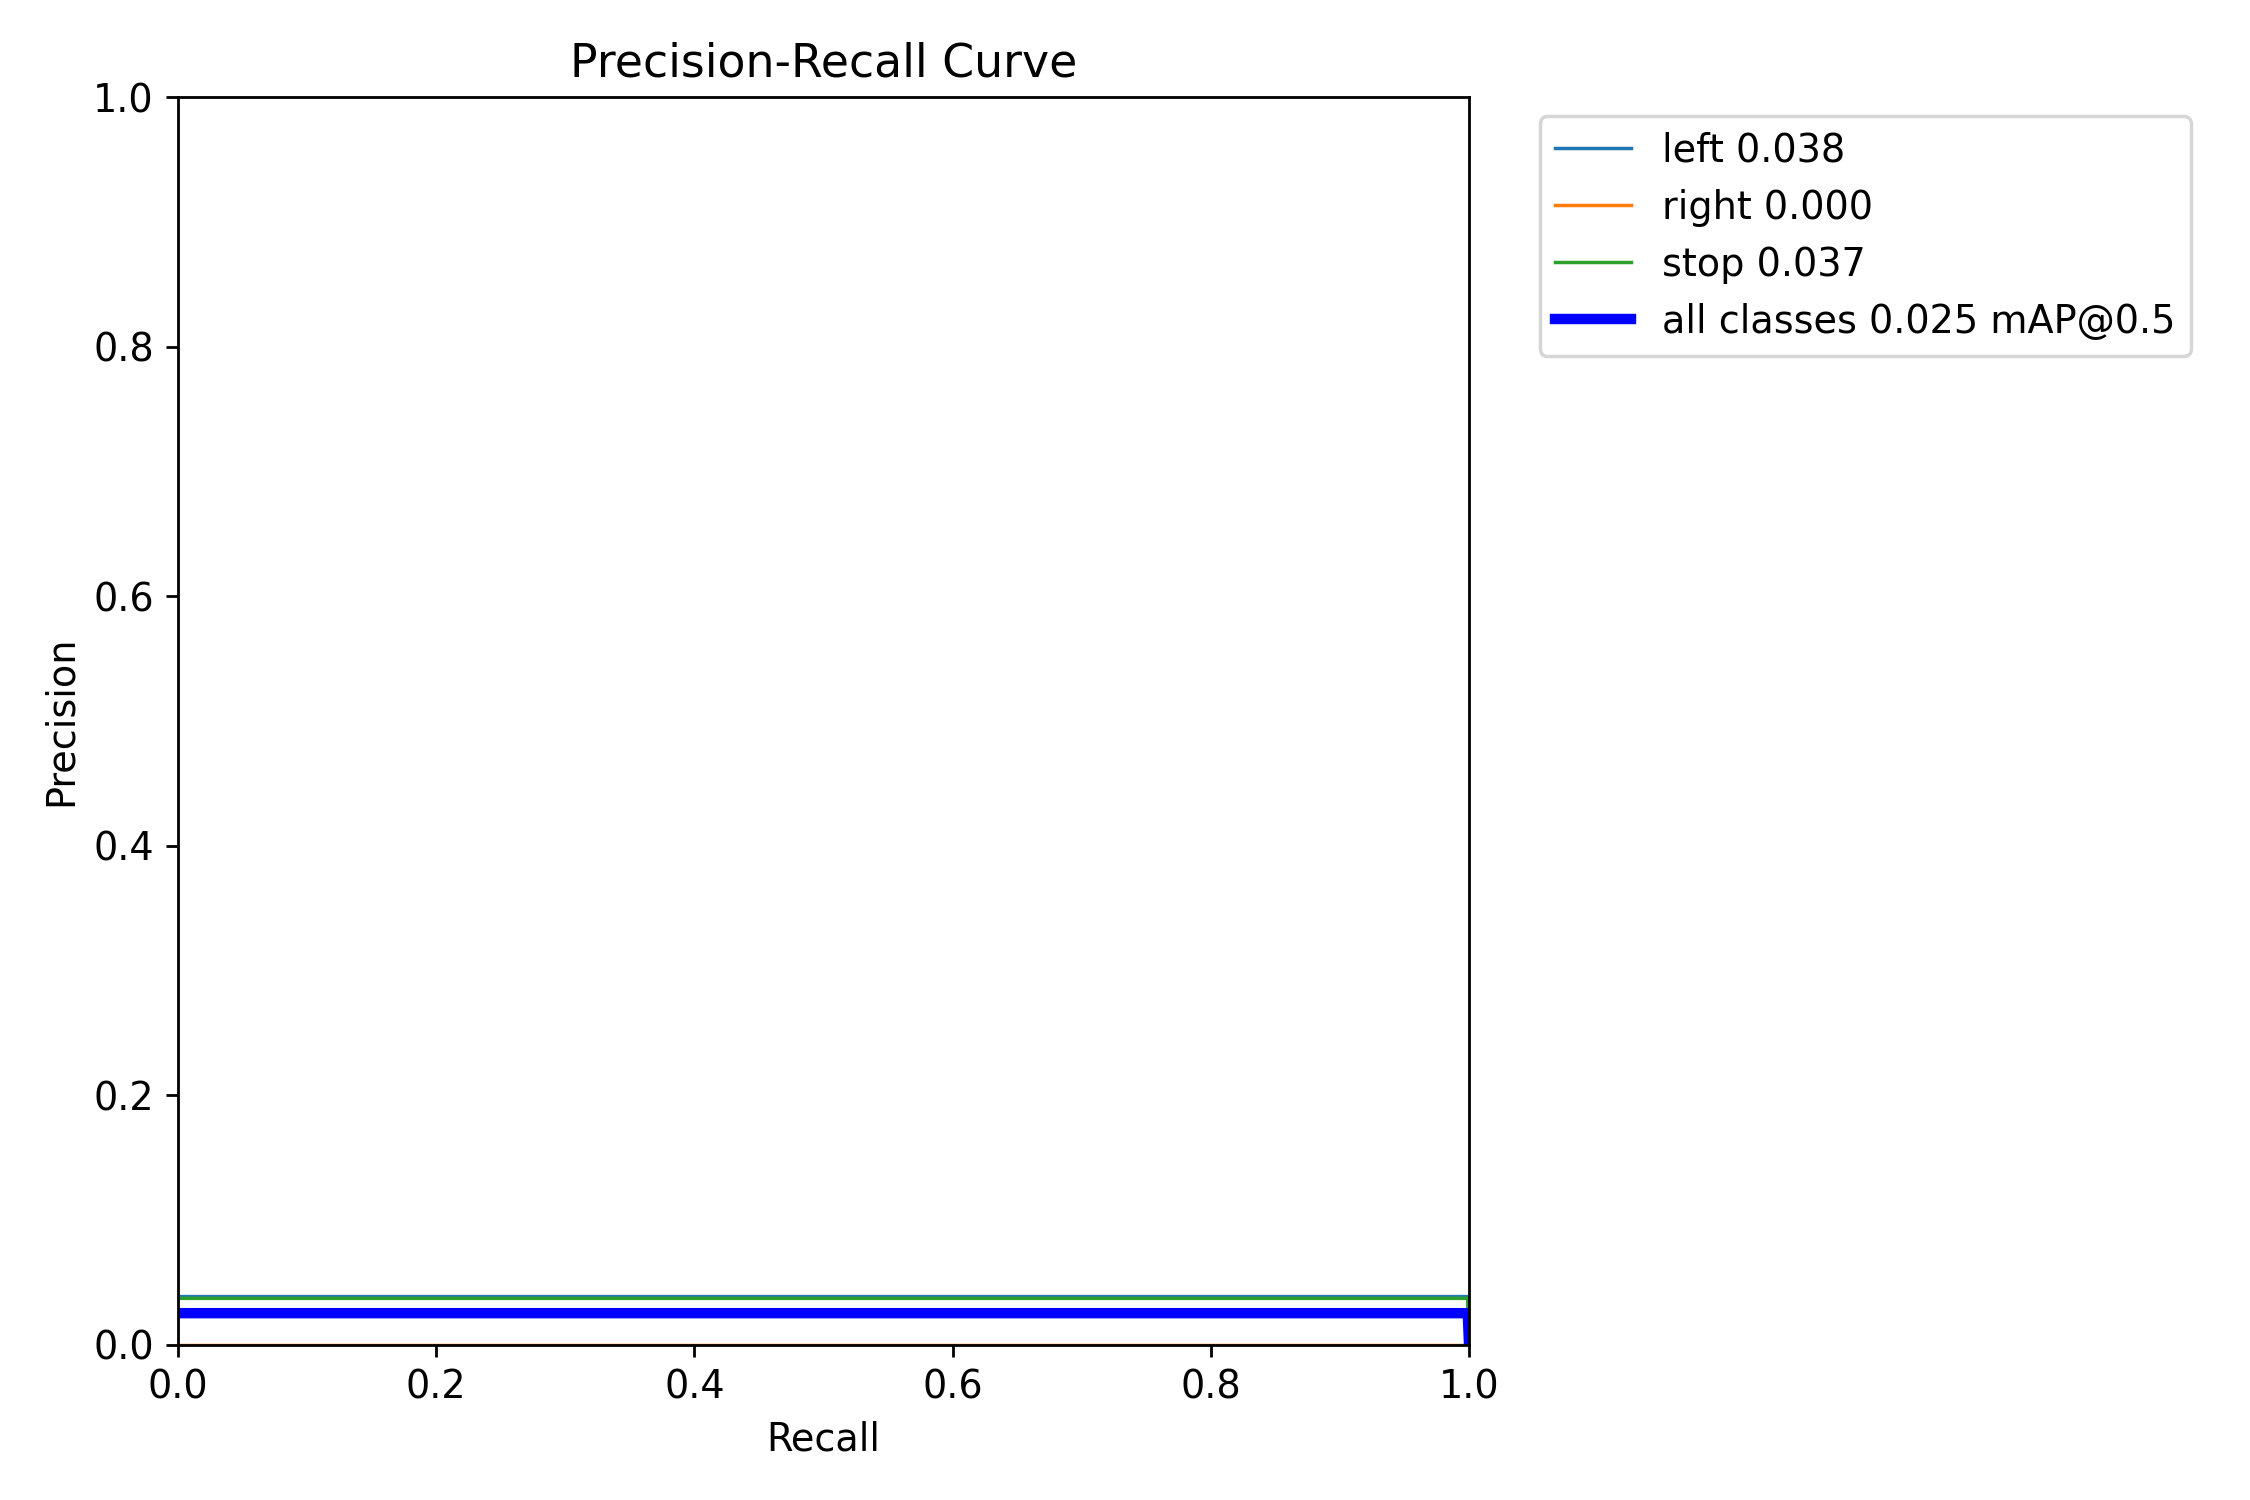 Precision-Recall Curve
1.0
0.8
0.6
0.4
0.2
0.0
Precision
0.0 0.2 0.4 0.6 0.8 1.0
Recall
left 0.038
right 0.000
stop 0.037
all classes 0.025 mAP@0.5